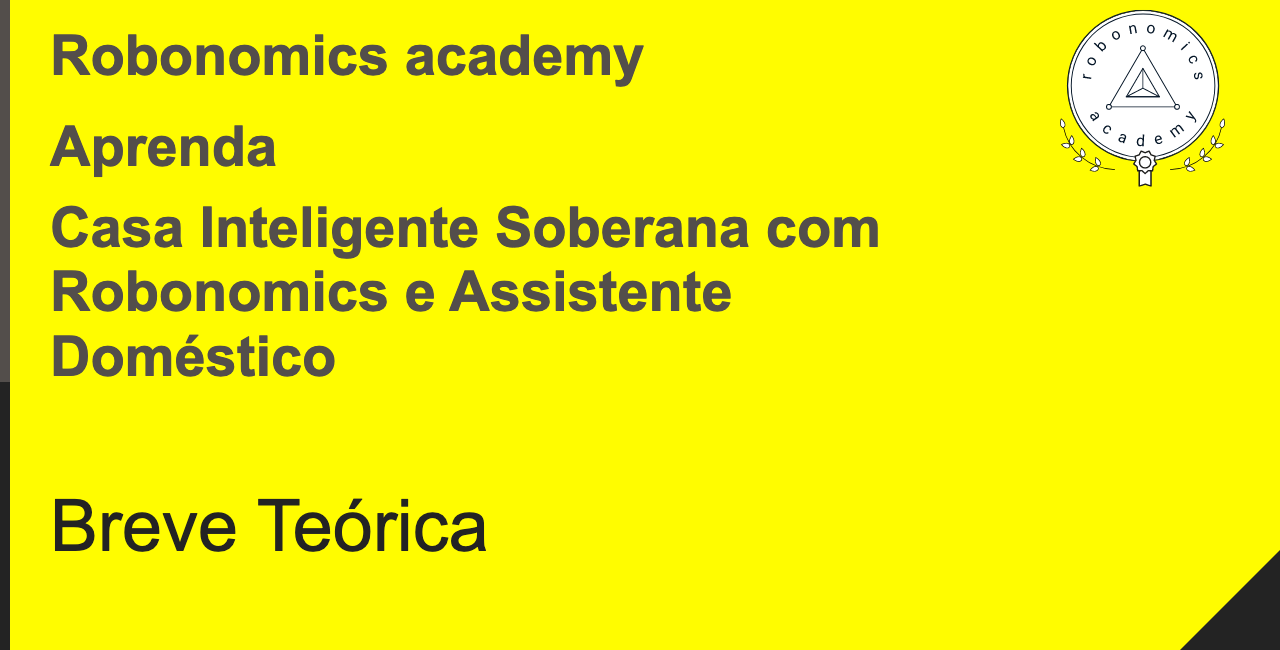 Robonomics academy
robonomics
academy
Aprenda
Casa Inteligente Soberana com
Robonomics e Assistente
Doméstico
Breve Teórica